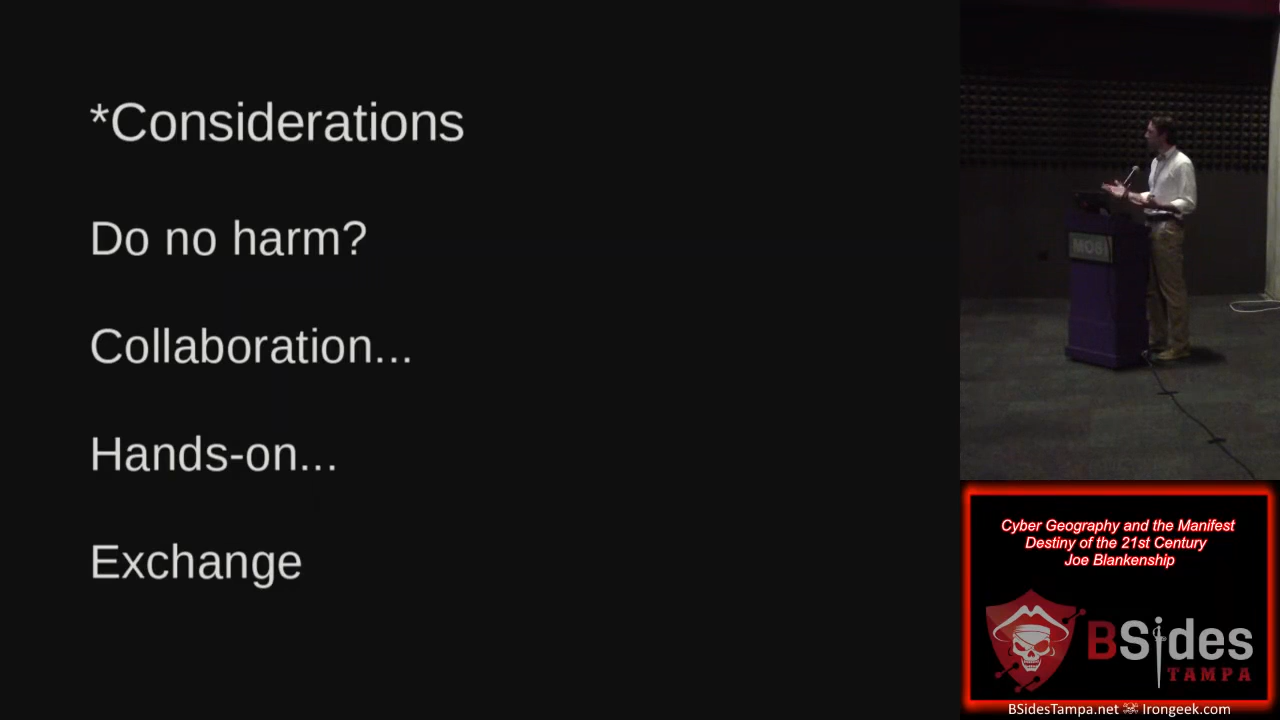 *Considerations
Do no harm?
Collaboration...
Hands-on...
Exchange
Cyber Geography and the Manifest
Destiny of the 21st Century
Joe Blankenship
BSides
TAMPA
BSidesTampa.net Irongeek.com